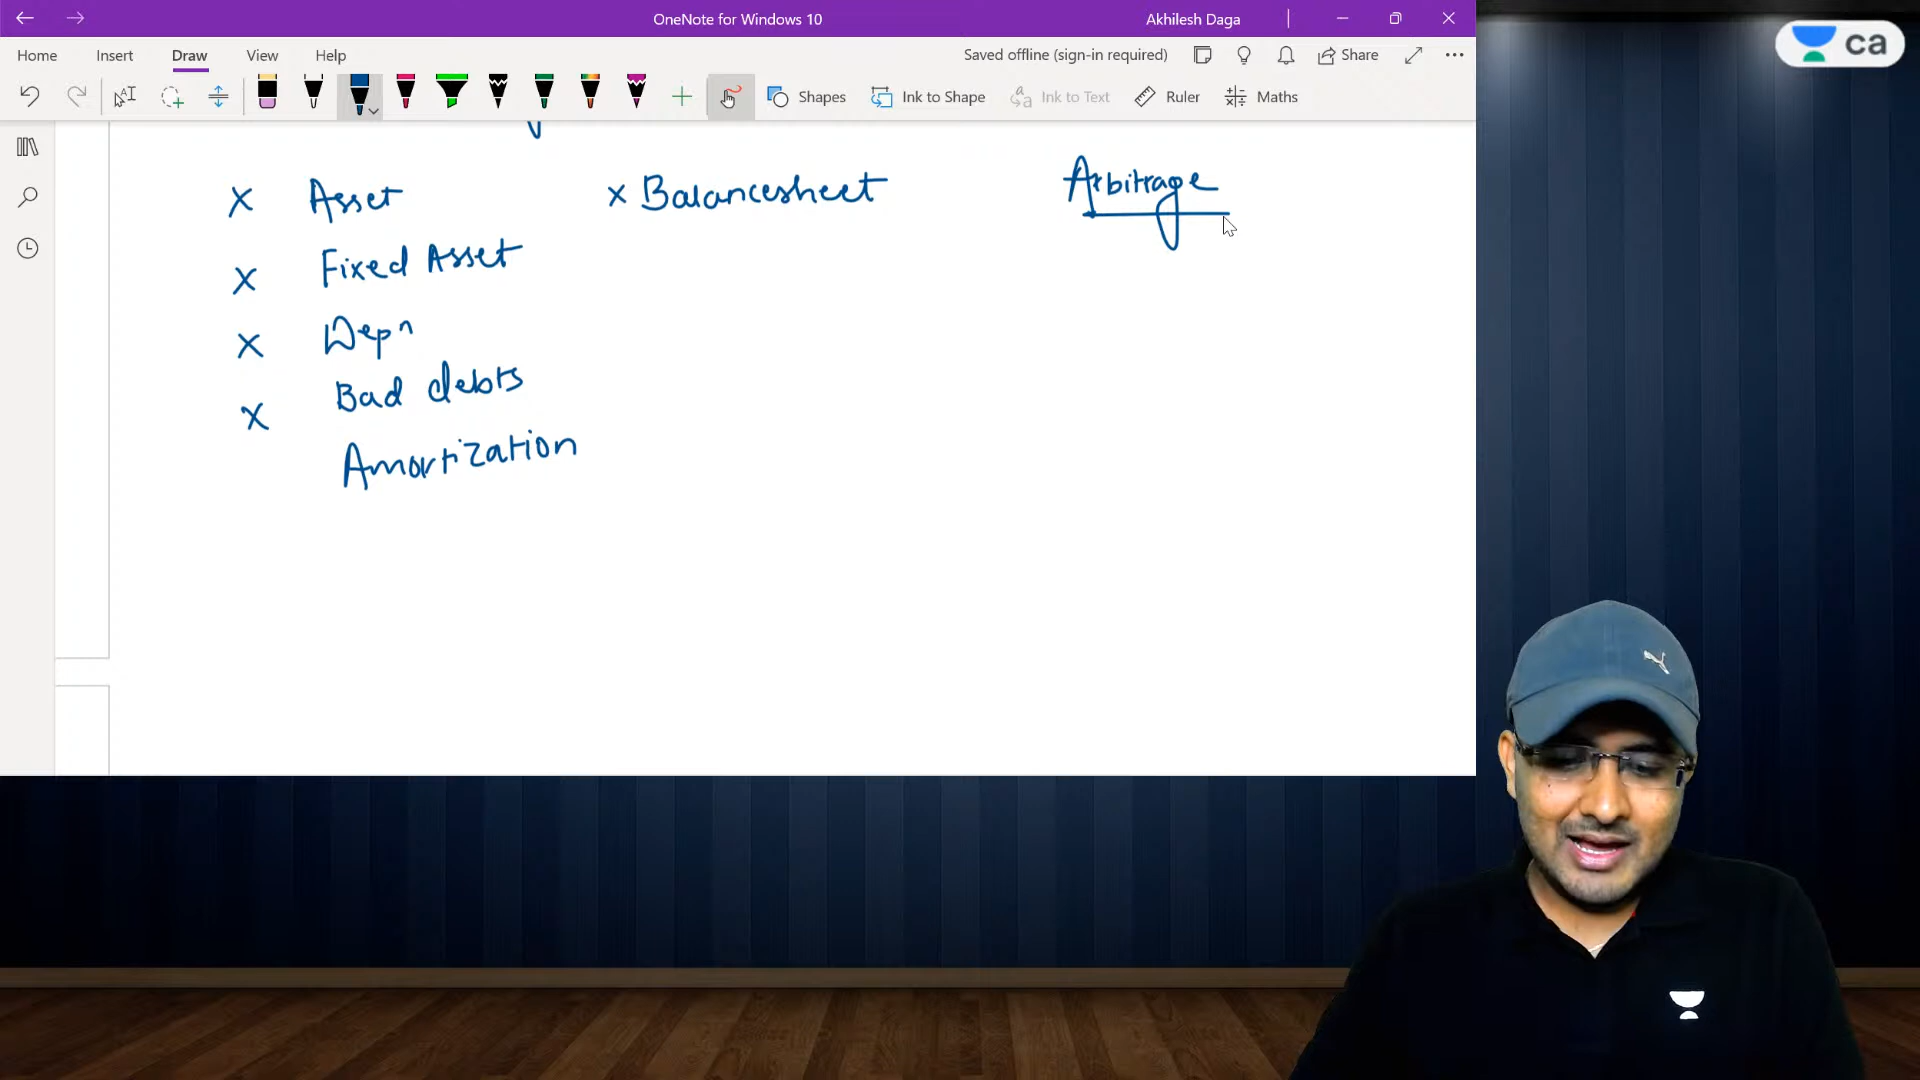 OneNote for Windows 10
Akhilesh Daga
Home Insert Draw View Help
Saved offline (sign-in required)
Share
Shapes
Ink to Shape
Ink to Text
Ruler
Maths
ca
x Asset
x Fixed Asset
x Depn
x Bad debts
Amortization
x Balancesheet
Arbitrage